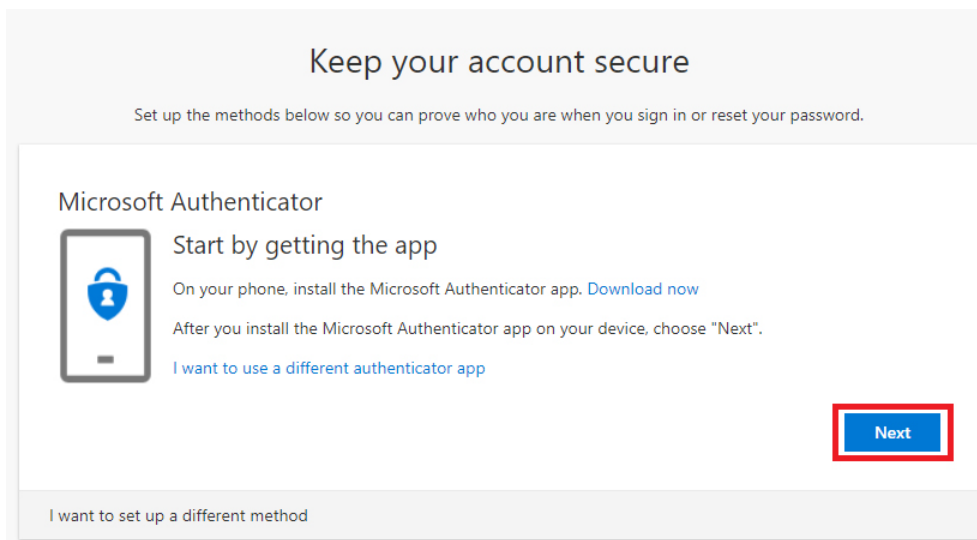 Keep your account secure
Set up the methods below so you can prove who you are when you sign in or reset your password.
Microsoft Authenticator
Start by getting the app
On your phone, install the Microsoft Authenticator app. Download now
After you install the Microsoft Authenticator app on your device, choose "Next".
I want to use a different authenticator app
Next
I want to set up a different method